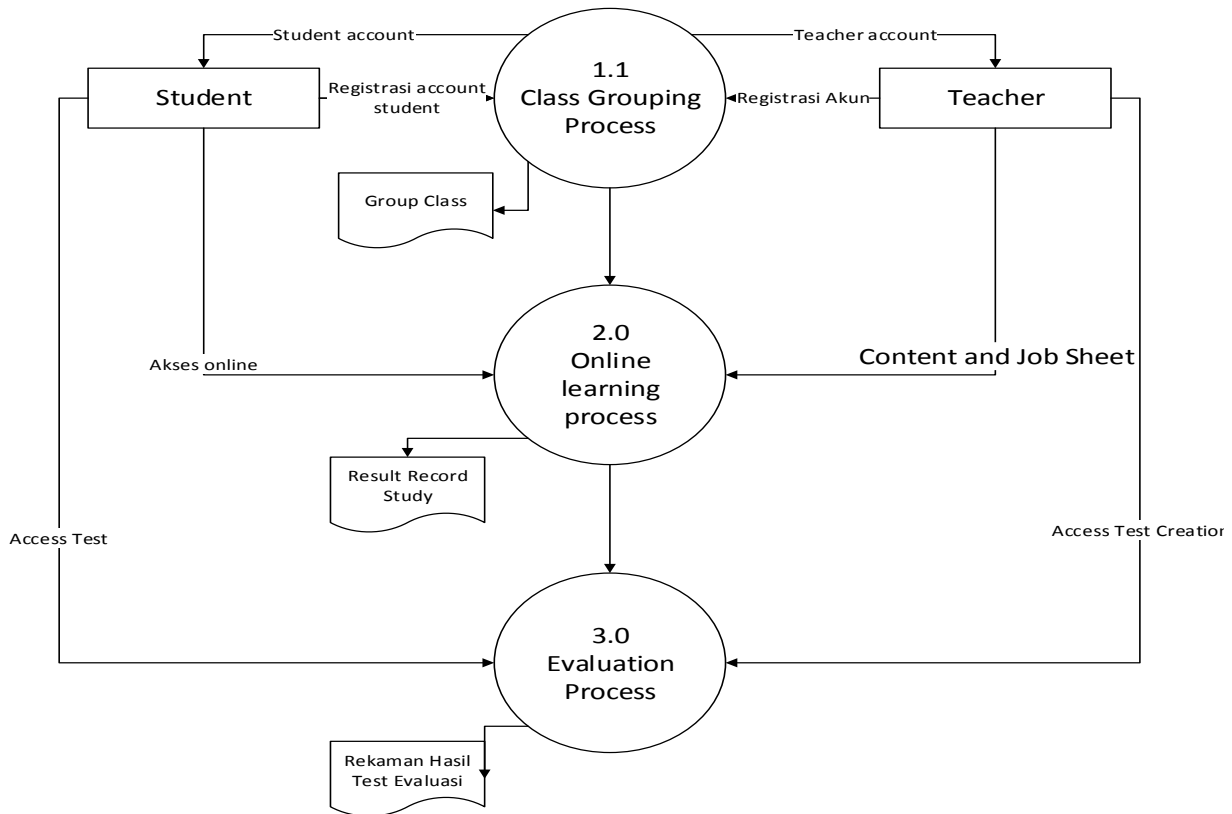 Student account
Teacher account
1.1
Class Grouping
Process
Student
Registrasi account
student
Registrasi Akun
Teacher
Group Class
2.0
Online
learning
process
Akses online
Content and Job Sheet
Result Record
Study
Access Test
Access Test Creation
3.0
Evaluation
Process
Rekaman Hasil
Test Evaluasi